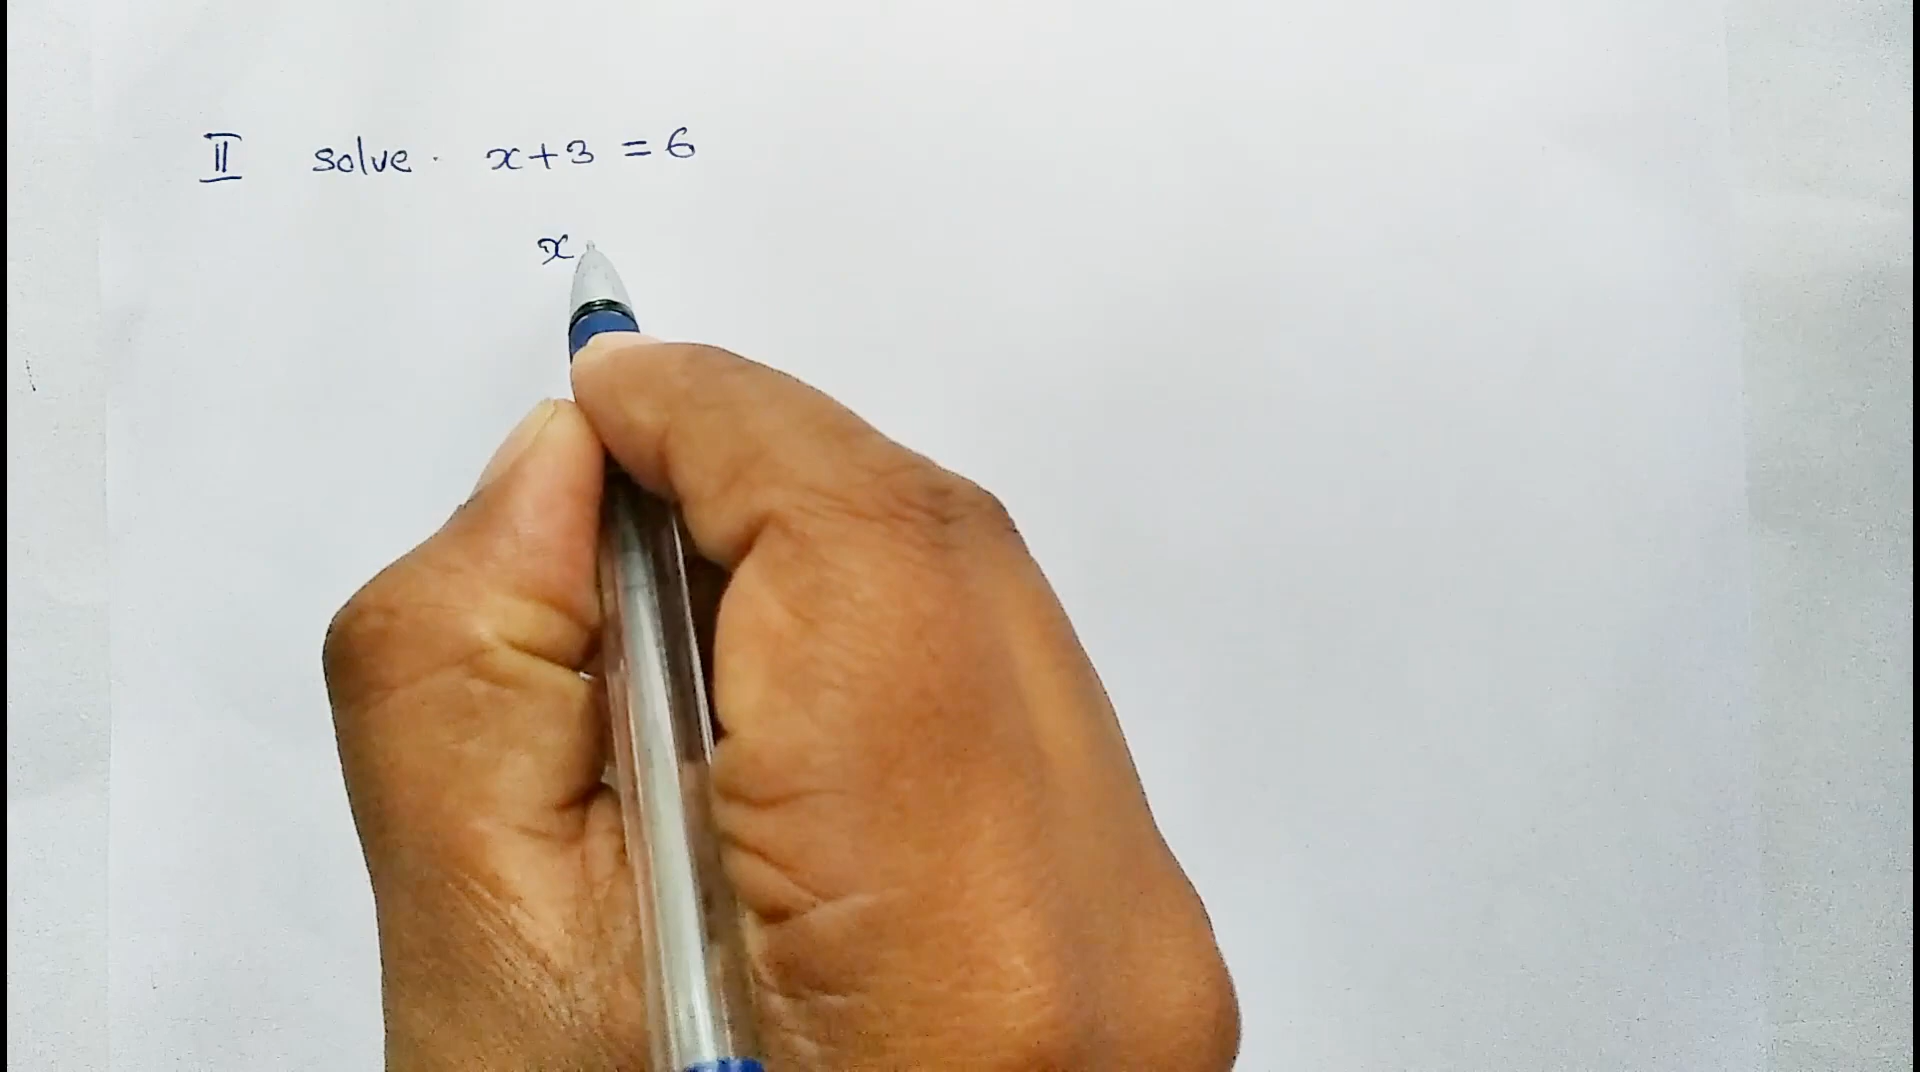 II solve. x+3 = 6
x